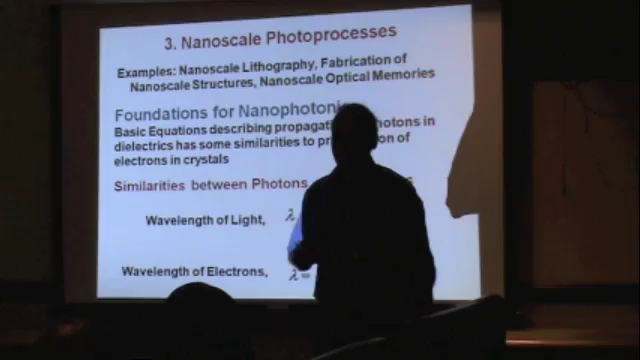 3. Nanoscale Photoprocesses
Examples: Nanoscale Lithography, Fabrication of
Nanoscale Structures, Nanoscale Optical Memories
Foundations for Nanophoton
Basic Equations describing propagati photons in
dielectrics has some similarities to pr ion of
electrons in crystals
Similarities between Photons
Wavelength of Light, λ
Wavelength of Electrons, λ =